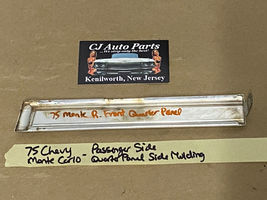 CJ Auto Parts
Kenilworth, New Jersey
75 Monte R. Front Quarter Panel
75 Chevy - Passenger Side
Monte Carlo - Quarter Panel Side Molding